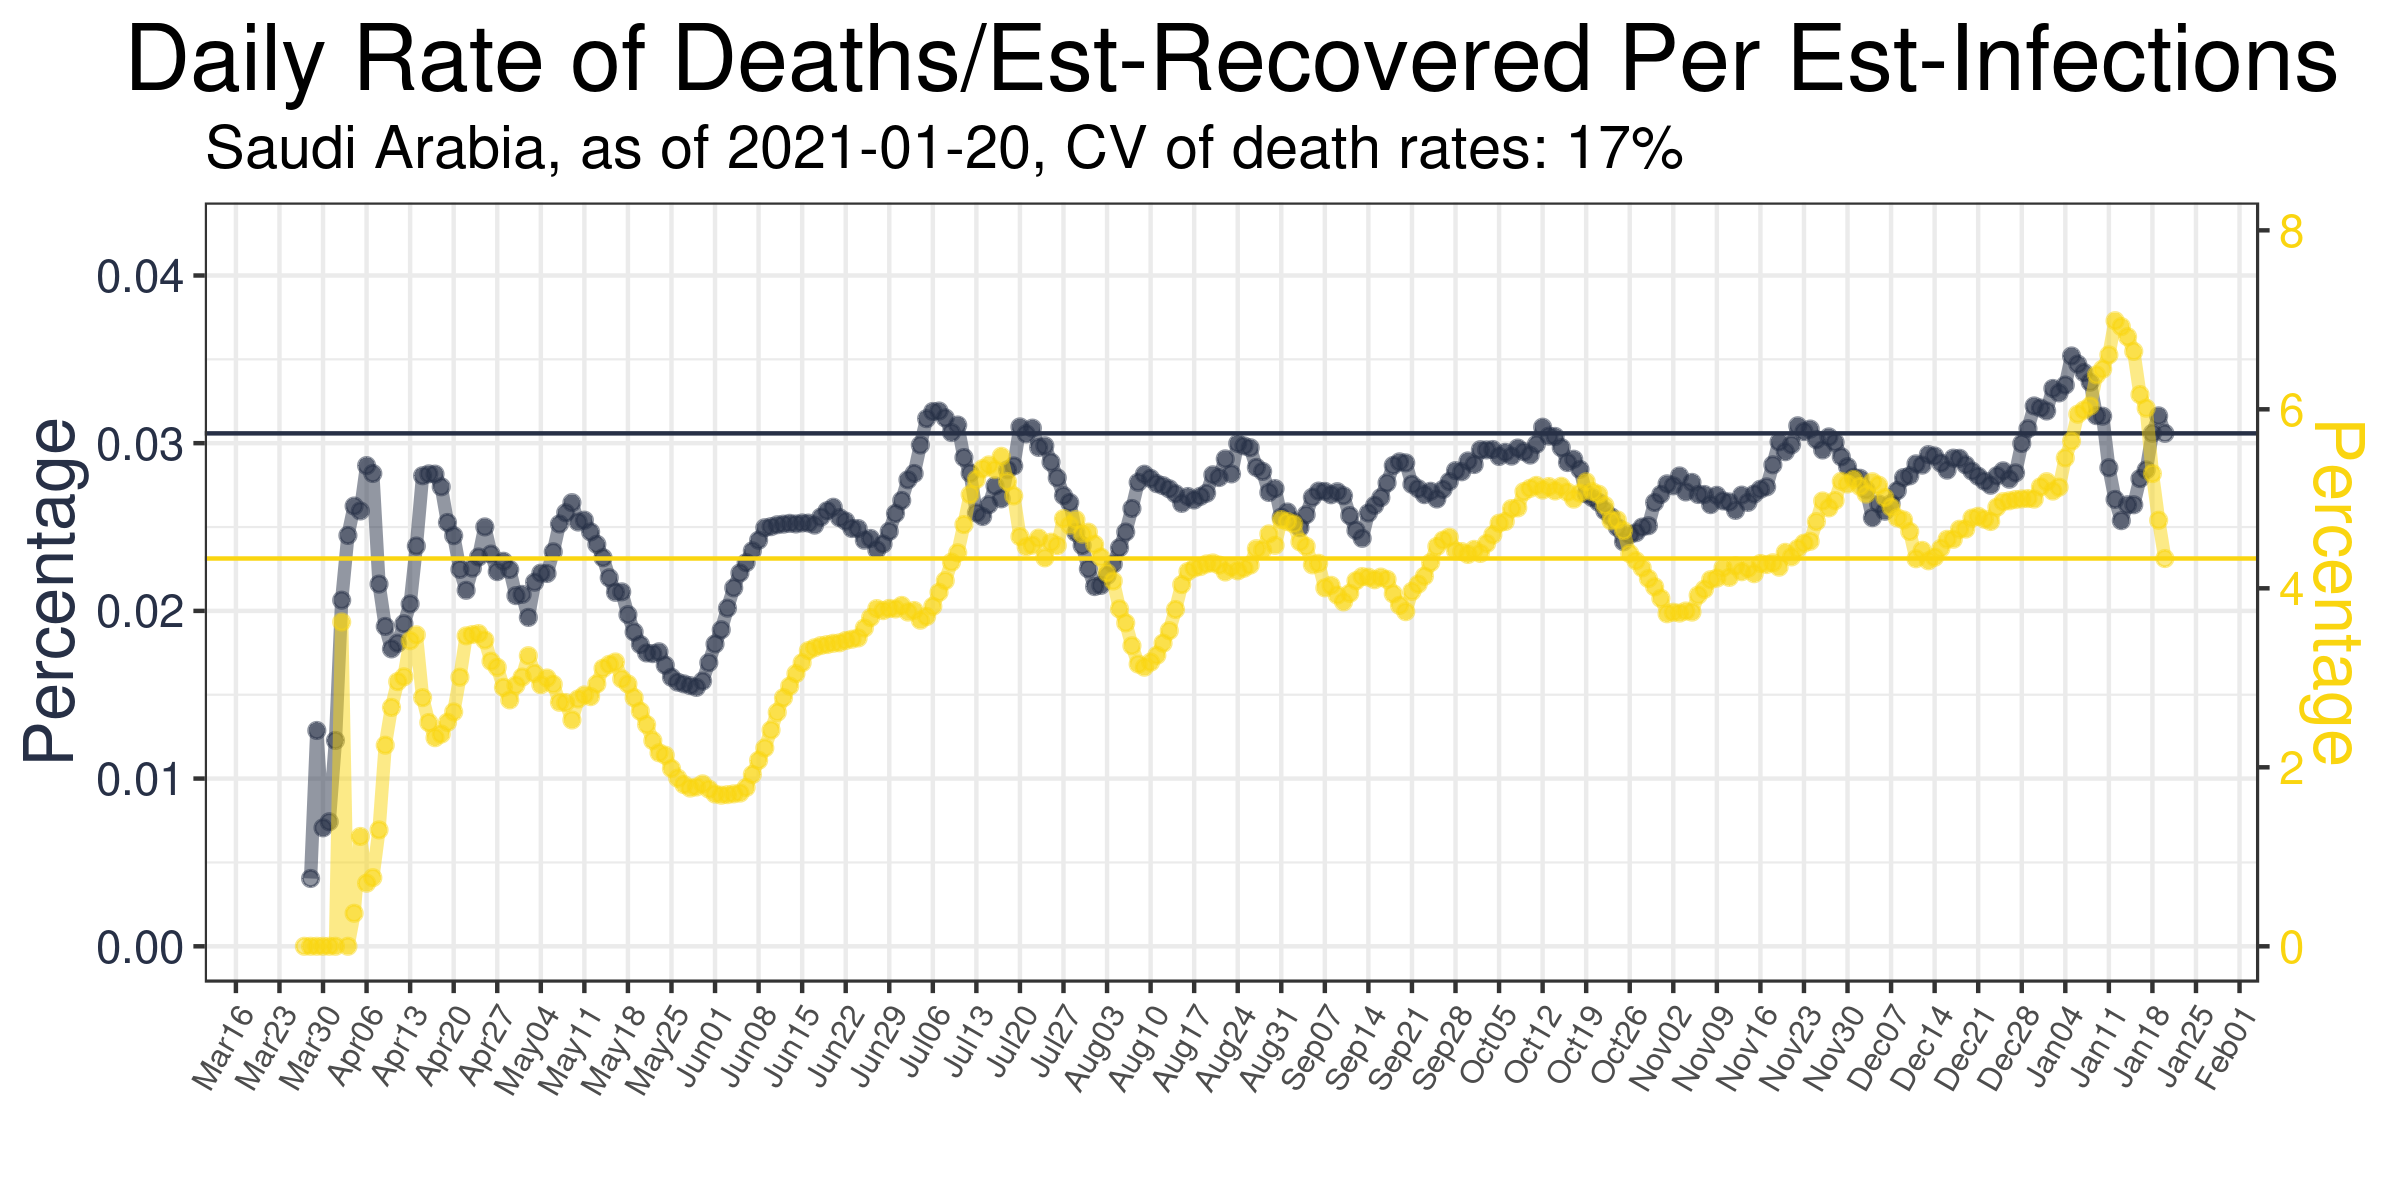 Daily Rate of Deaths/Est-Recovered Per Est-Infections
Saudi Arabia, as of 2021-01-20, CV of death rates: 17%
Percentage
0.04
0.03
0.02
0.01
0.00
8
6
4
2
0
Percentage
Mar16
Mar23
Mar30
Apr06
Apr13
Apr20
Apr27
May04
May11
May18
May25
Jun01
Jun08
Jun15
Jun22
Jun29
Jul06
Jul13
Jul20
Jul27
Aug03
Aug10
Aug17
Aug24
Aug31
Sep07
Sep14
Sep21
Sep28
Oct05
Oct12
Oct19
Oct26
Nov02
Nov09
Nov16
Nov23
Nov30
Dec07
Dec14
Dec21
Dec28
Jan04
Jan11
Jan18
Jan25
Feb01